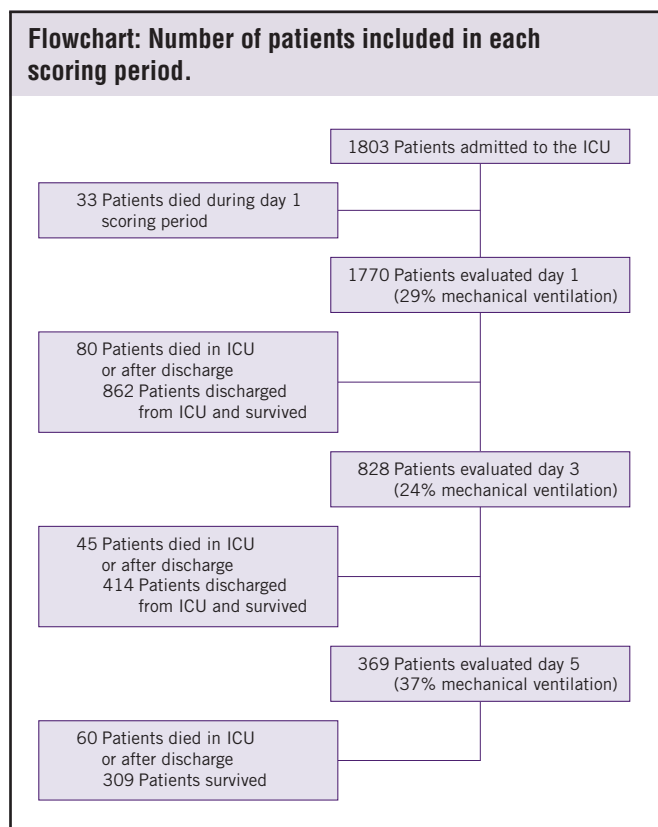 Flowchart: Number of patients included in each
scoring period.
1803 Patients admitted to the ICU
33 Patients died during day 1
scoring period
1770 Patients evaluated day 1
(29% mechanical ventilation)
80 Patients died in ICU
or after discharge
862 Patients discharged
from ICU and survived
828 Patients evaluated day 3
(24% mechanical ventilation)
45 Patients died in ICU
or after discharge
414 Patients discharged
from ICU and survived
369 Patients evaluated day 5
(37% mechanical ventilation)
60 Patients died in ICU
or after discharge
309 Patients survived